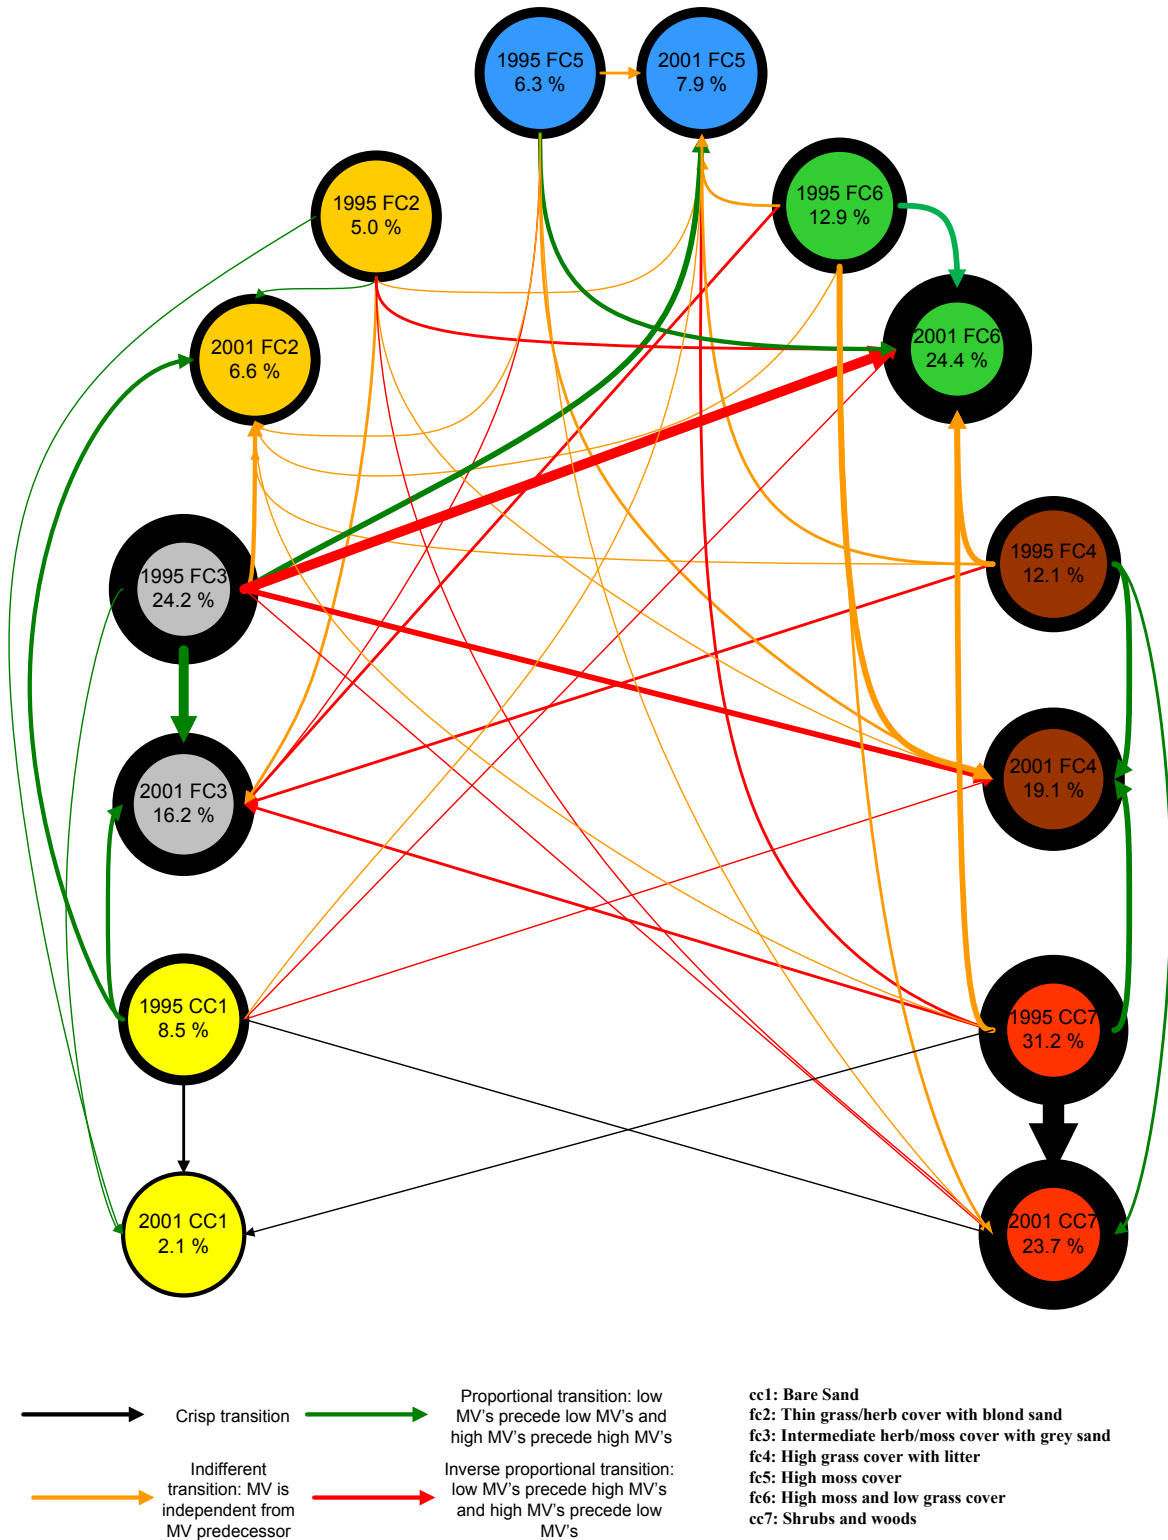 1995 FC5
6.3 %
2001 FC5
7.9 %
1995 FC2
5.0 %
1995 FC6
12.9 %
2001 FC2
6.6 %
2001 FC6
24.4 %
1995 FC3
24.2 %
1995 FC4
12.1 %
2001 FC3
16.2 %
2001 FC4
19.1 %
1995 CC1
8.5 %
1995 CC7
31.2 %
2001 CC1
2.1 %
2001 CC7
23.7 %
Crisp transition
Proportional transition: low
MV's precede low MV's and
high MV's precede high MV's
Indifferent
transition: MV is
independent from
MV predecessor
Inverse proportional transition:
low MV's precede high MV's
and high MV's precede low
MV's
cc1: Bare Sand
fc2: Thin grass/herb cover with blond sand
fc3: Intermediate herb/moss cover with grey sand
fc4: High grass cover with litter
fc5: High moss cover
fc6: High moss and low grass cover
cc7: Shrubs and woods